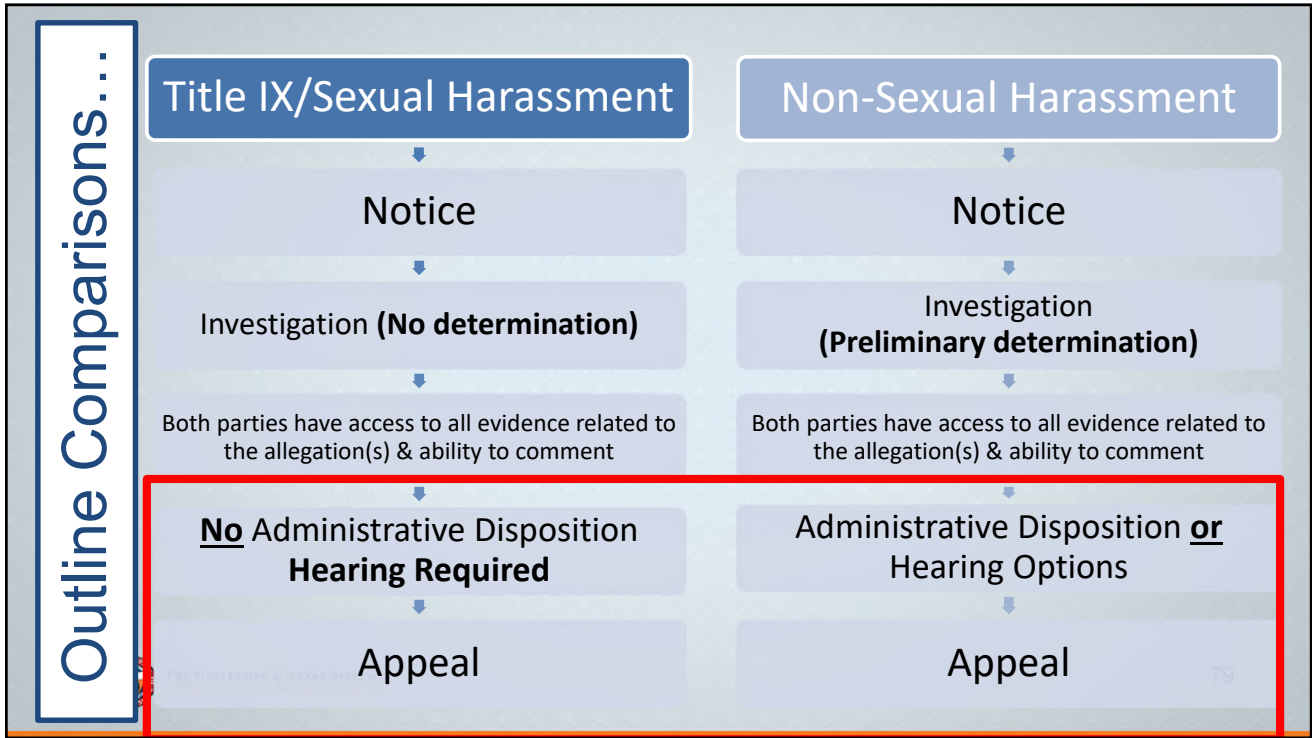 Outline Comparisons...
Title IX/Sexual Harassment
Notice
Investigation (No determination)
Both parties have access to all evidence related to
the allegation(s) & ability to comment
No Administrative Disposition
Hearing Required
Appeal
Non-Sexual Harassment
Notice
Investigation
(Preliminary determination)
Both parties have access to all evidence related to
the allegation(s) & ability to comment
Administrative Disposition or
Hearing Options
Appeal
79